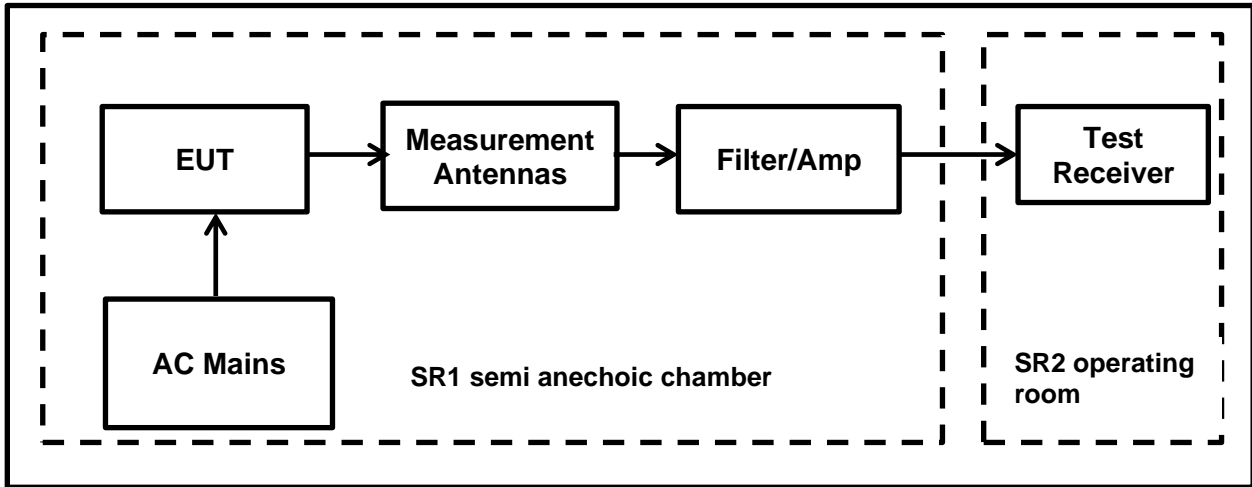 EUT
Measurement
Antennas
Filter/Amp
Test
Receiver
AC Mains
SR1 semi anechoic chamber
SR2 operating
room